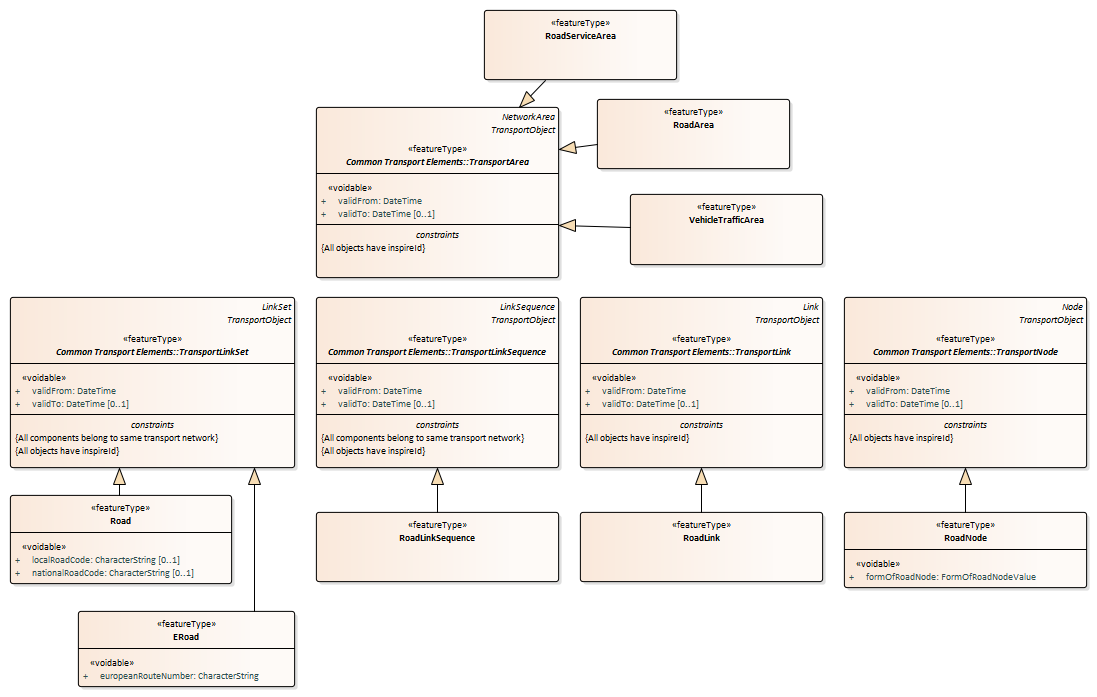 «featureType»
RoadServiceArea
NetworkArea
TransportObject
«featureType»
Common Transport Elements::TransportArea
«voidable»
+ validFrom: DateTime
+ validTo: DateTime [0..1]
constraints
{All objects have inspireId}
«featureType»
RoadArea
«featureType»
VehicleTrafficArea
LinkSet
TransportObject
«featureType»
Common Transport Elements::TransportLinkSet
«voidable»
+ validFrom: DateTime
+ validTo: DateTime [0..1]
constraints
{All components belong to same transport network}
{All objects have inspireId}
LinkSequence
TransportObject
«featureType»
Common Transport Elements::TransportLinkSequence
«voidable»
+ validFrom: DateTime
+ validTo: DateTime [0..1]
constraints
{All components belong to same transport network}
{All objects have inspireId}
Link
TransportObject
«featureType»
Common Transport Elements::TransportLink
«voidable»
+ validFrom: DateTime
+ validTo: DateTime [0..1]
constraints
{All objects have inspireId}
Node
TransportObject
«featureType»
Common Transport Elements::TransportNode
«voidable»
+ validFrom: DateTime
+ validTo: DateTime [0..1]
constraints
{All objects have inspireId}
«featureType»
Road
«voidable»
+ localRoadCode: CharacterString [0..1]
+ nationalRoadCode: CharacterString [0..1]
«featureType»
RoadLinkSequence
«featureType»
RoadLink
«featureType»
RoadNode
«voidable»
+ formOfRoadNode: FormOfRoadNodeValue
«featureType»
ERoad
«voidable»
+ europeanRouteNumber: CharacterString